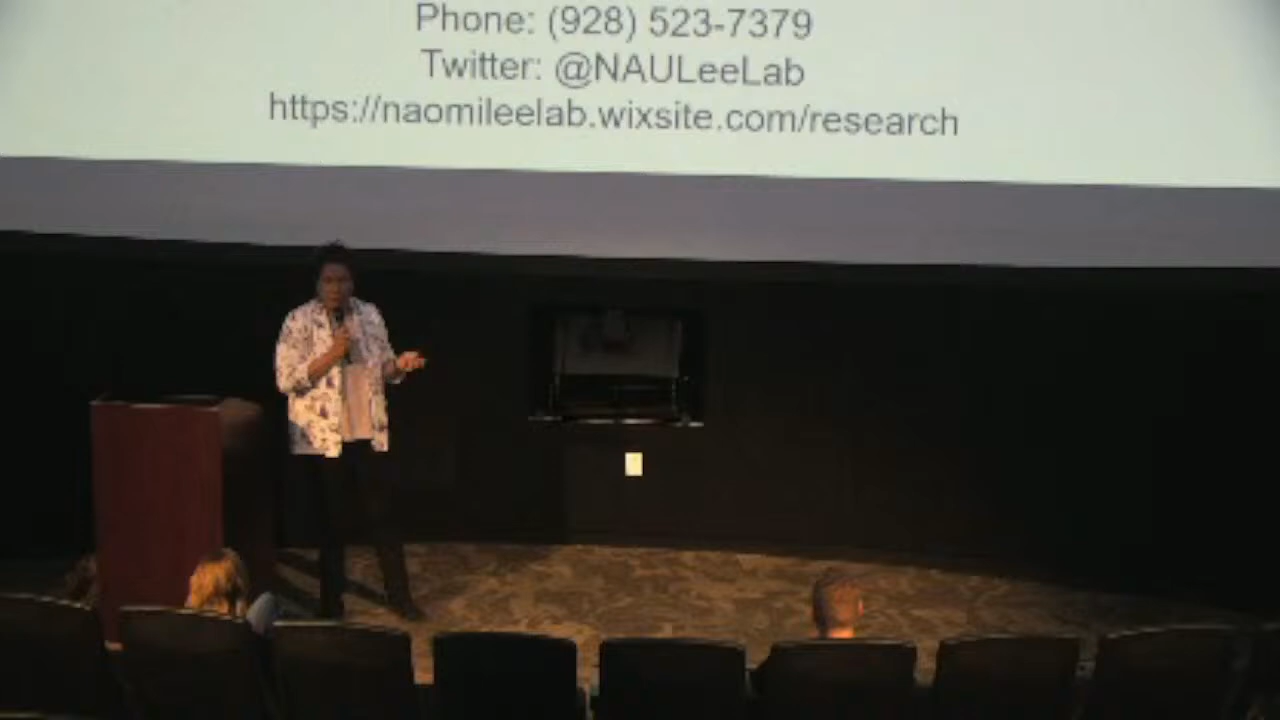 Phone: (928) 523-7379
Twitter: @NAULeeLab
https://naomileelab.wixsite.com/research